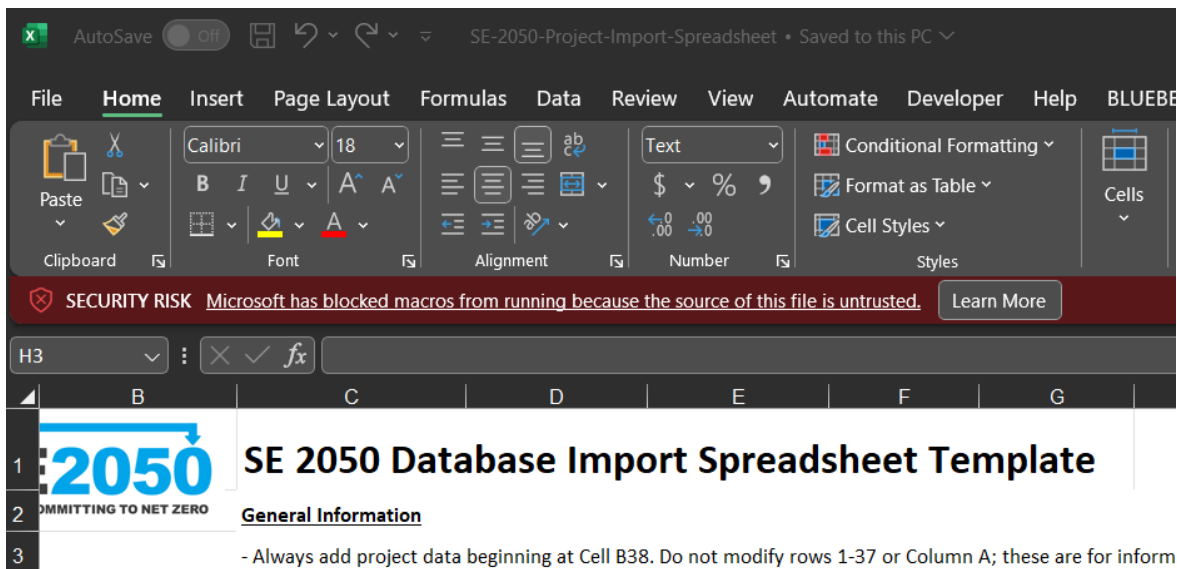 AutoSave Off SE-2050-Project-Import-Spreadsheet • Saved to this PC
File Home Insert Page Layout Formulas Data Review View Automate Developer Help
Calibri 18 ab Text Conditional Formatting
Paste B I U A A $ % Format as Table Cells
A .00 .00 Cell Styles
Clipboard Font Alignment Number Styles
SECURITY RISK Microsoft has blocked macros from running because the source of this file is untrusted. Learn More
H3 fx
B C D E F G
1 2050 SE 2050 Database Import Spreadsheet Template
2 TO NET ZERO General Information
3 - Always add project data beginning at Cell B38. Do not modify rows 1-37 or Column A; these are for